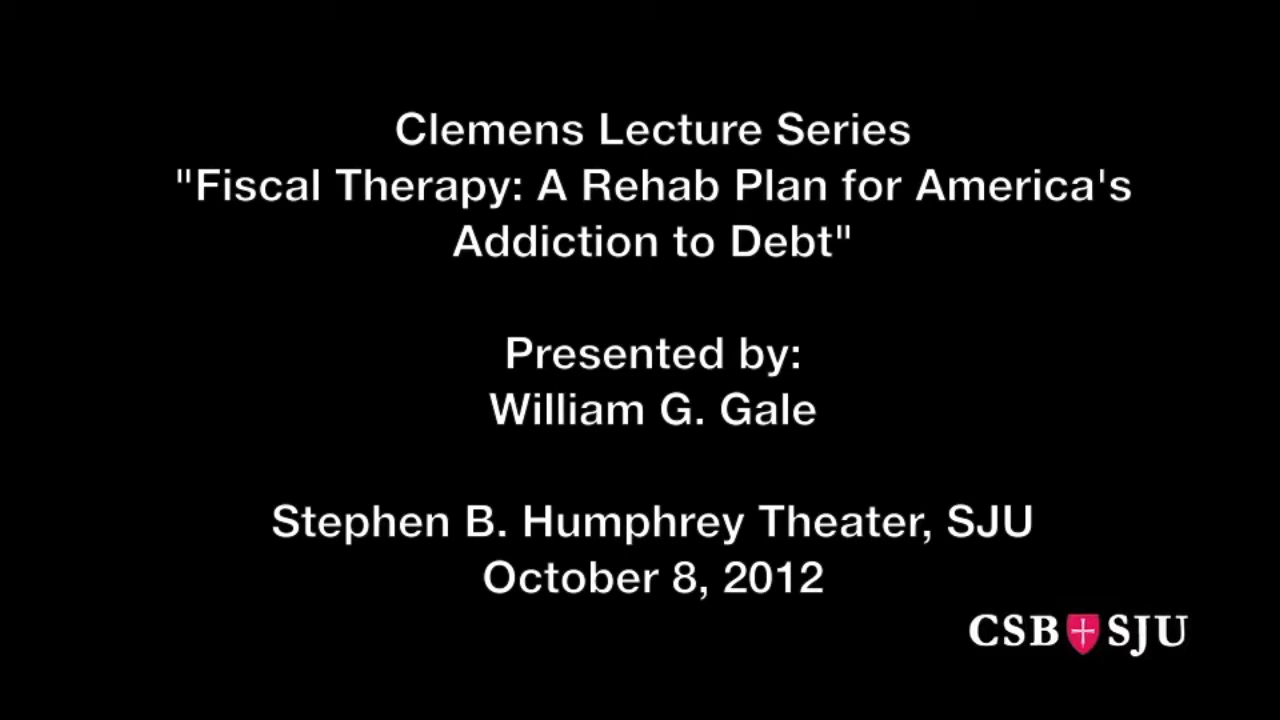 Clemens Lecture Series
"Fiscal Therapy: A Rehab Plan for America's
Addiction to Debt"
Presented by:
William G. Gale
Stephen B. Humphrey Theater, SJU
October 8, 2012
CSB SJU